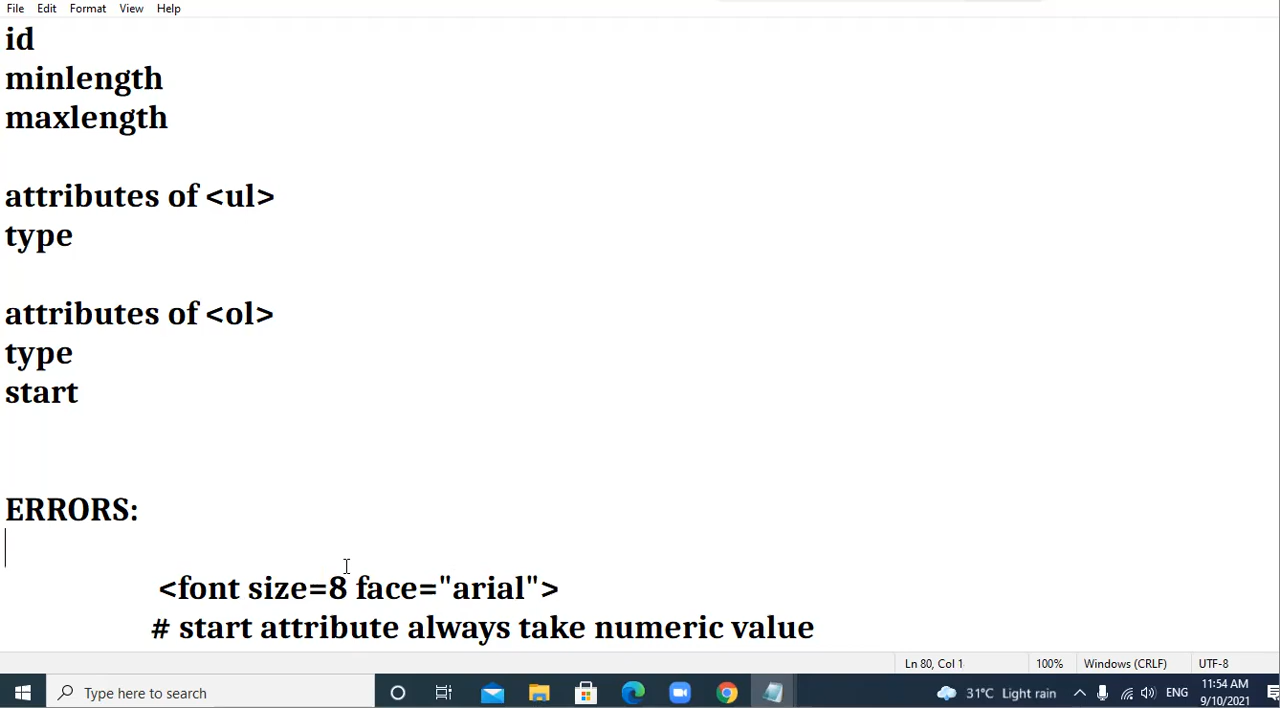 File Edit Format View Help
id
minlength
maxlength
attributes of <ul>
type
attributes of <ol>
type
start
ERRORS:
<font size=8 face="arial">
# start attribute always take numeric value
Ln 80, Col 1 100% Windows (CRLF) UTF-8
Type here to search 31°C Light rain ENG 11:54 AM
9/10/2021